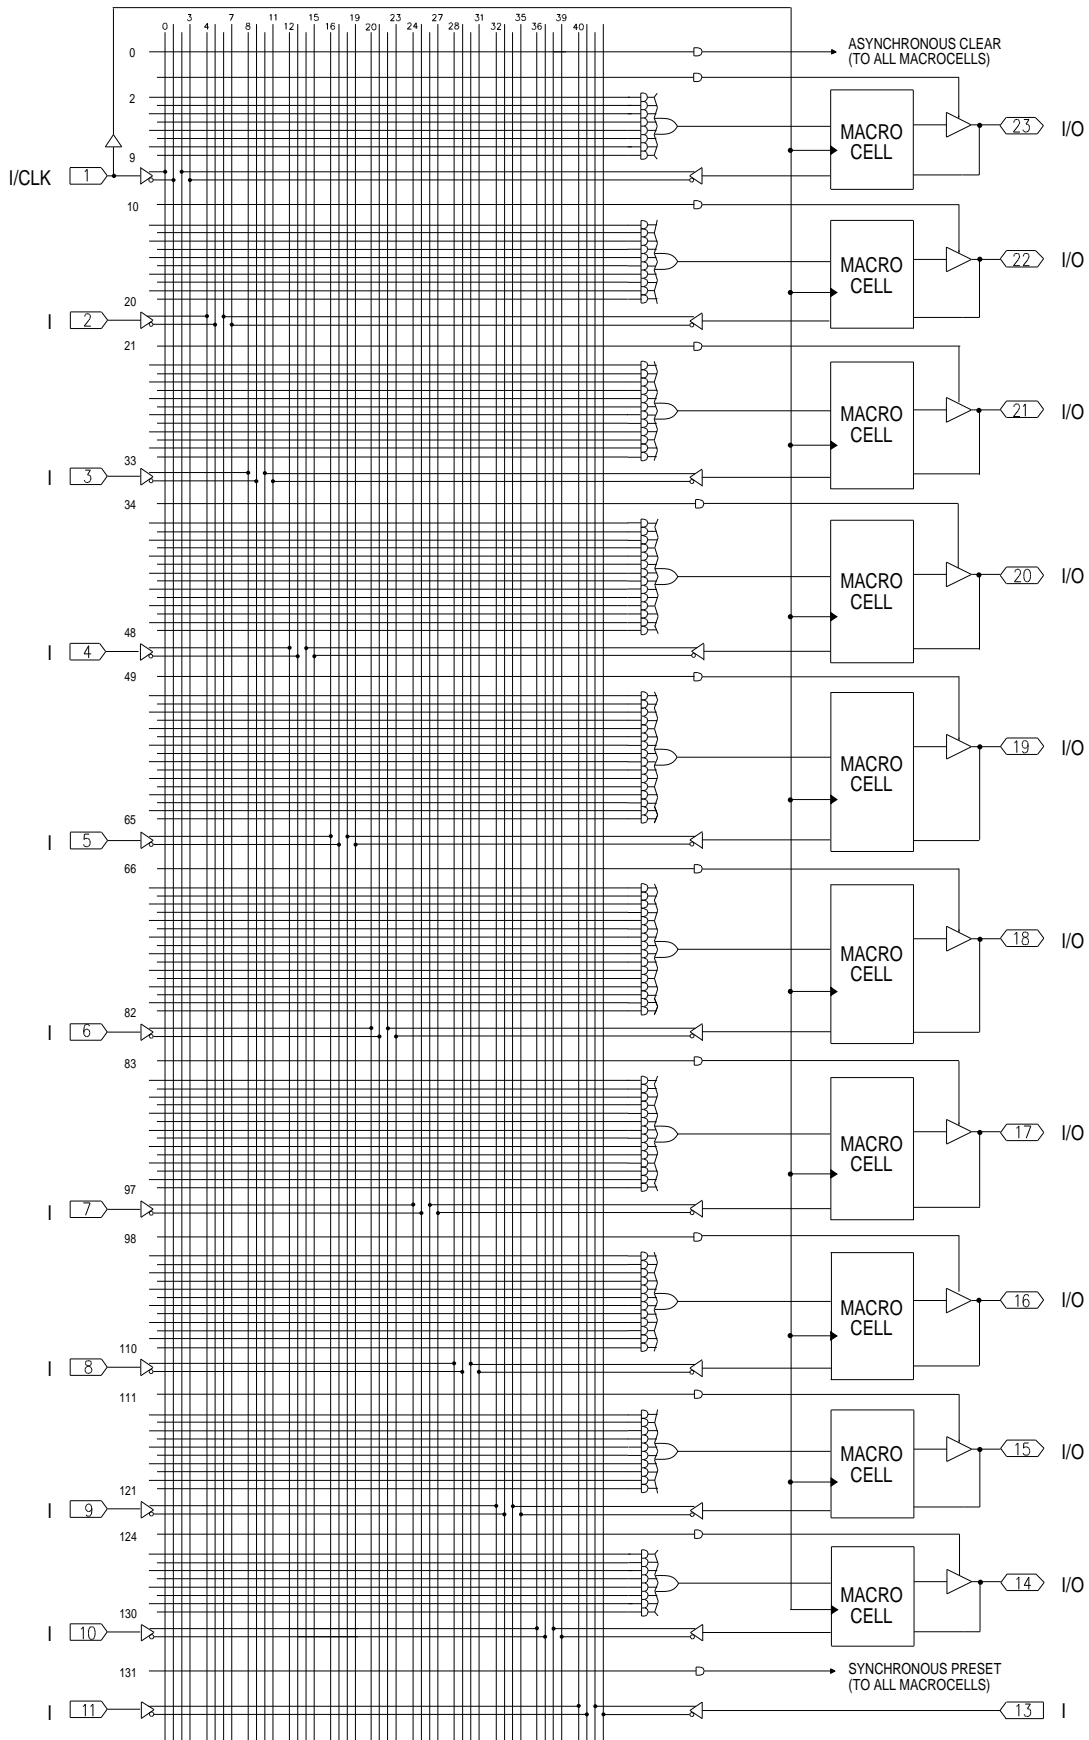 3 7 11 15 19 23 27 31 35 39
0 4 8 12 16 20 24 28 32 36 40
0 ASYNCHRONOUS CLEAR
(TO ALL MACROCELLS)
2
MACRO
CELL
23 I/O
9
I/CLK 1
10
MACRO
CELL
22 I/O
20
I 2
21
MACRO
CELL
21 I/O
33
I 3
34
MACRO
CELL
20 I/O
48
I 4
49
MACRO
CELL
19 I/O
65
I 5
66
MACRO
CELL
18 I/O
82
I 6
83
MACRO
CELL
17 I/O
97
I 7
98
MACRO
CELL
16 I/O
110
I 8
111
MACRO
CELL
15 I/O
121
I 9
124
MACRO
CELL
14 I/O
130
I 10
131 SYNCHRONOUS PRESET
(TO ALL MACROCELLS)
I 11 13 I